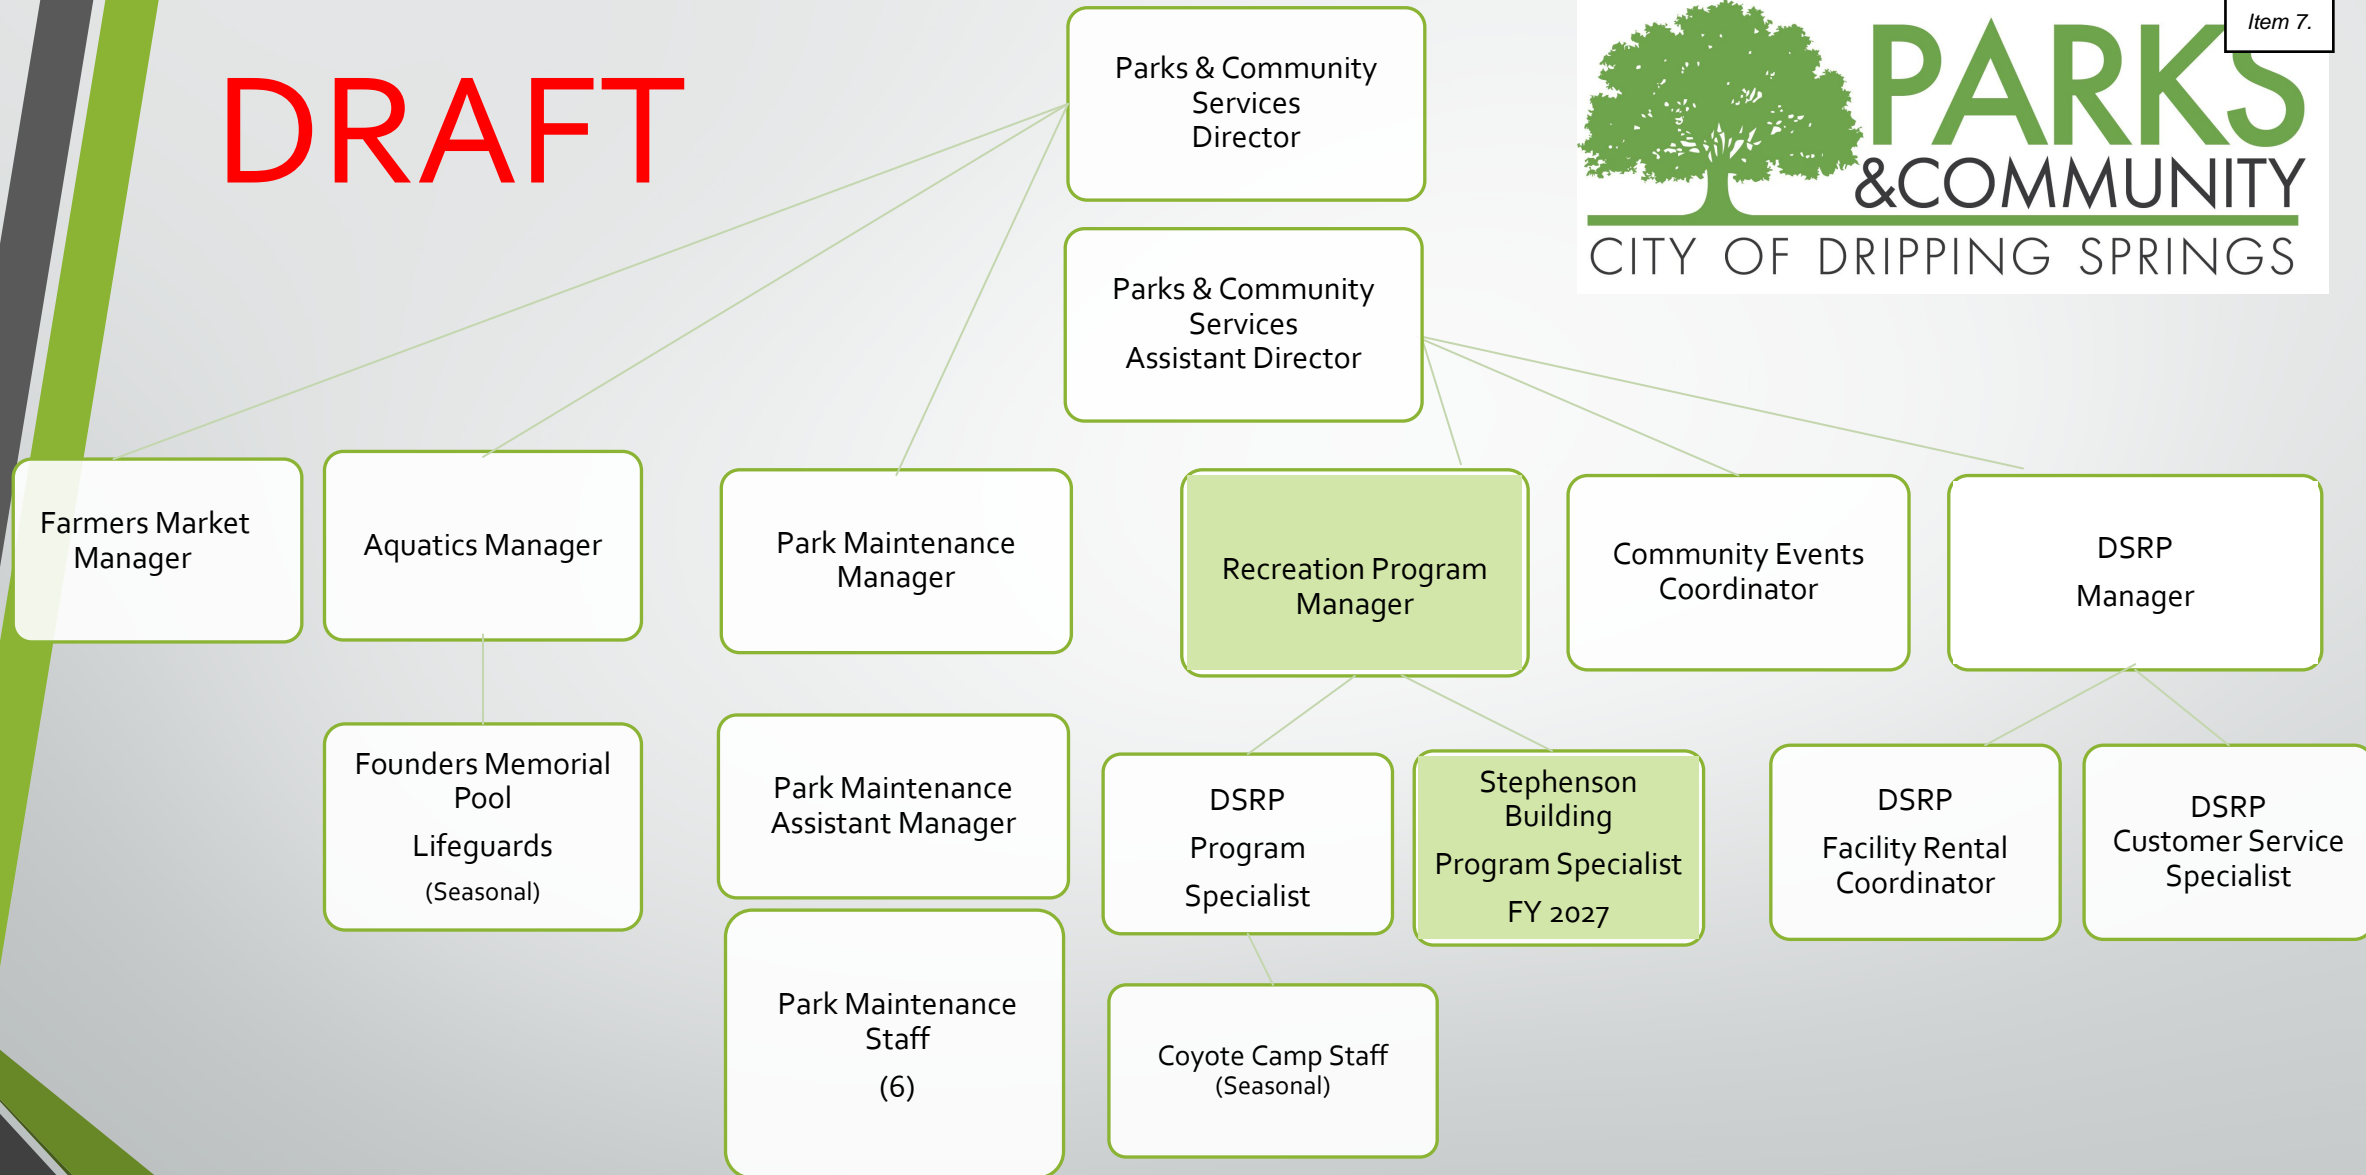 Item 7.
DRAFT
PARKS
&COMMUNITY
CITY OF DRIPPING SPRINGS
Parks & Community
Services
Director
Parks & Community
Services
Assistant Director
Farmers Market
Manager
Aquatics Manager
Park Maintenance
Manager
Recreation Program
Manager
Community Events
Coordinator
DSRP
Manager
Founders Memorial
Pool
Lifeguards
(Seasonal)
Park Maintenance
Assistant Manager
DSRP
Program
Specialist
Stephenson
Building
Program Specialist
FY 2027
DSRP
Facility Rental
Coordinator
DSRP
Customer Service
Specialist
Park Maintenance
Staff
(6)
Coyote Camp Staff
(Seasonal)